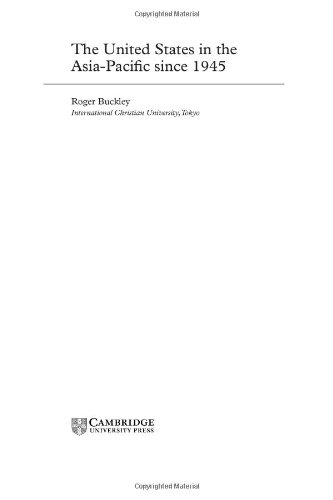 Copyrighted Material
The United States in the
Asia-Pacific since 1945
Roger Buckley
International Christian University, Tokyo
CAMBRIDGE
UNIVERSITY PRESS
Copyrighted Material